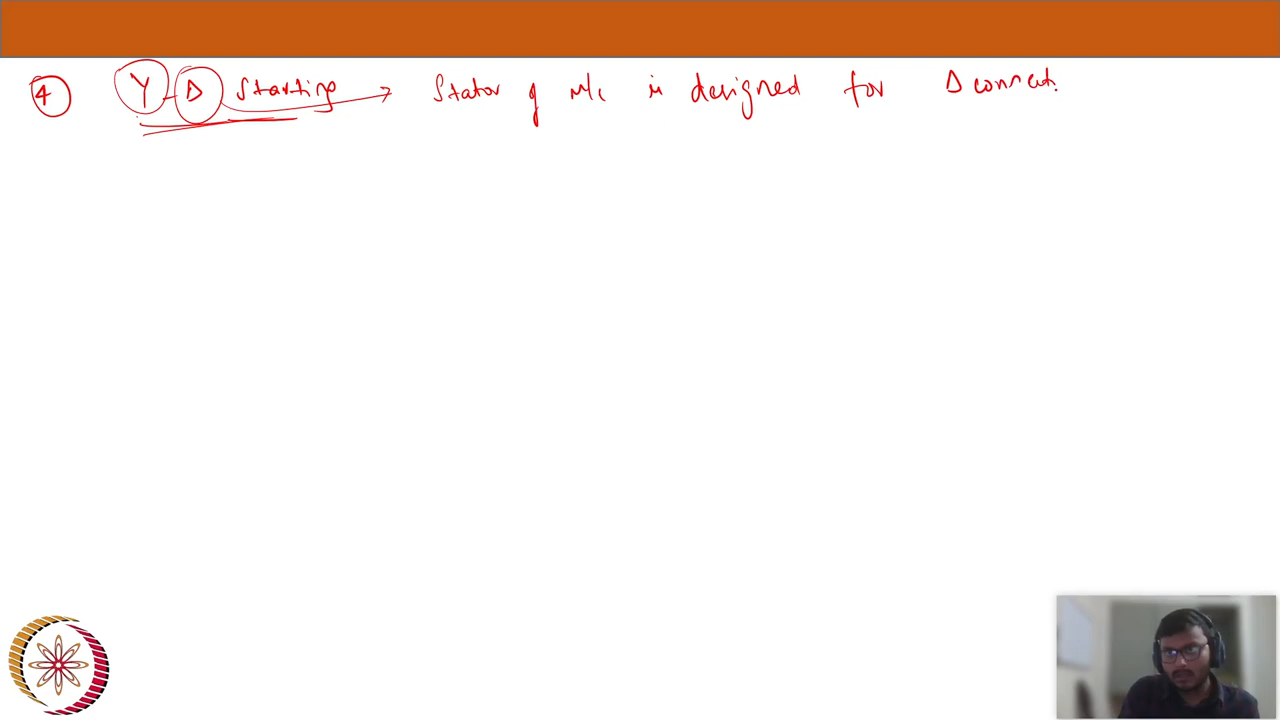 4 Y-Δ Starting → Stator of m/c is designed for Δ connect.